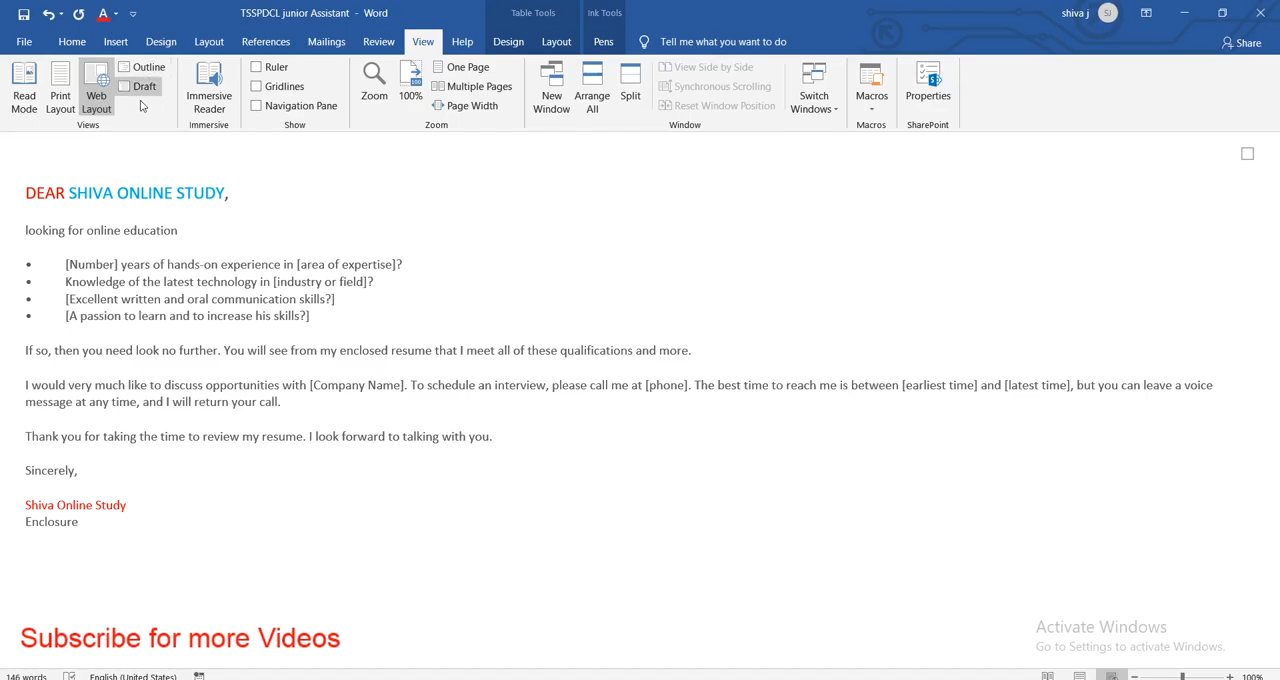 TSSPDCL junior Assistant - Word
Table Tools
Ink Tools
shiva j
SJ
File Home Insert Design Layout References Mailings Review View Help Design Layout Pens Tell me what you want to do
Share
Read Mode
Print Layout
Web Layout
Outline
Draft
Views
Immersive Reader
Immersive
Ruler
Gridlines
Navigation Pane
Show
Zoom
100%
One Page
Multiple Pages
Page Width
Zoom
New Window
Arrange All
Split
View Side by Side
Synchronous Scrolling
Reset Window Position
Switch Windows
Window
Macros
Macros
Properties
SharePoint
DEAR SHIVA ONLINE STUDY,
looking for online education
• [Number] years of hands-on experience in [area of expertise]?
• Knowledge of the latest technology in [industry or field]?
• [Excellent written and oral communication skills?]
• [A passion to learn and to increase his skills?]
If so, then you need look no further. You will see from my enclosed resume that I meet all of these qualifications and more.
I would very much like to discuss opportunities with [Company Name]. To schedule an interview, please call me at [phone]. The best time to reach me is between [earliest time] and [latest time], but you can leave a voice
message at any time, and I will return your call.
Thank you for taking the time to review my resume. I look forward to talking with you.
Sincerely,
Shiva Online Study
Enclosure
Subscribe for more Videos
Activate Windows
Go to Settings to activate Windows.
146 words English (United States) 100%